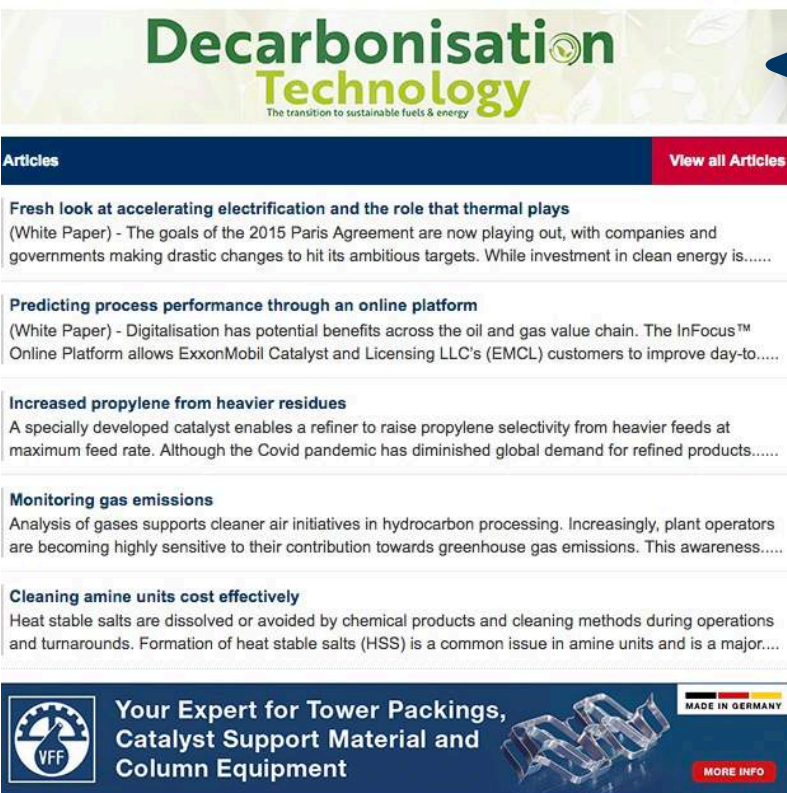 Decarbonisation
Technology
The transition to sustainable fuels & energy
Articles
View all Articles
Fresh look at accelerating electrification and the role that thermal plays
(White Paper) - The goals of the 2015 Paris Agreement are now playing out, with companies and
governments making drastic changes to hit its ambitious targets. While investment in clean energy is......
Predicting process performance through an online platform
(White Paper) - Digitalisation has potential benefits across the oil and gas value chain. The InFocus™
Online Platform allows ExxonMobil Catalyst and Licensing LLC's (EMCL) customers to improve day-to.....
Increased propylene from heavier residues
A specially developed catalyst enables a refiner to raise propylene selectivity from heavier feeds at
maximum feed rate. Although the Covid pandemic has diminished global demand for refined products......
Monitoring gas emissions
Analysis of gases supports cleaner air initiatives in hydrocarbon processing. Increasingly, plant operators
are becoming highly sensitive to their contribution towards greenhouse gas emissions. This awareness.....
Cleaning amine units cost effectively
Heat stable salts are dissolved or avoided by chemical products and cleaning methods during operations
and turnarounds. Formation of heat stable salts (HSS) is a common issue in amine units and is a major....
VFF
Your Expert for Tower Packings,
Catalyst Support Material and
Column Equipment
MADE IN GERMANY
MORE INFO